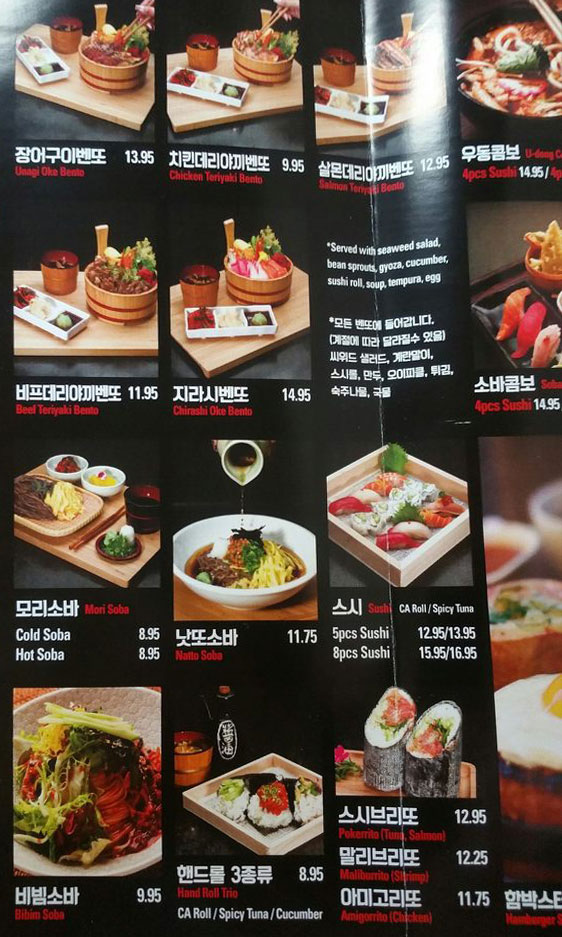 장어구이벤또 13.95
Unagi Oke Bento
치킨데리야끼벤또 9.95
Chicken Teriyaki Bento
살몬데리야끼벤또 12.95
Salmon Teriyaki Bento
우동콤보 U-dong
4pcs Sushi 14.95 /
비프데리야끼벤또 11.95
Beef Teriyaki Bento
지라시벤또 14.95
Chirashi Oke Bento
*Served with seaweed salad,
bean sprouts, gyoza, cucumber,
sushi roll, soup, tempura, egg
*모든 벤또에 들어갑니다.
(계절에 따라 달라질수 있음)
씨위드 샐러드, 계란말이,
스시롤, 만두, 오이피클, 튀김,
숙주나물, 국물
소바콤보 Soba
4pcs Sushi 14.95/
모리소바 Mori Soba
Cold Soba 8.95
Hot Soba 8.95
낫또소바 11.75
Natto Soba
스시 Sushi CA Roll / Spicy Tuna
5pcs Sushi 12.95/13.95
8pcs Sushi 15.95/16.95
비빔소바 9.95
Bibim Soba
핸드롤 3종류 8.95
Hand Roll Trio
CA Roll / Spicy Tuna / Cucumber
스시브리또 12.95
Pokerrito (Tuna, Salmon)
말리브리또 12.25
Maliburrito (Shrimp)
아미고리또 11.75
Amigorrito (Chicken)
함박스테
Hamburger S